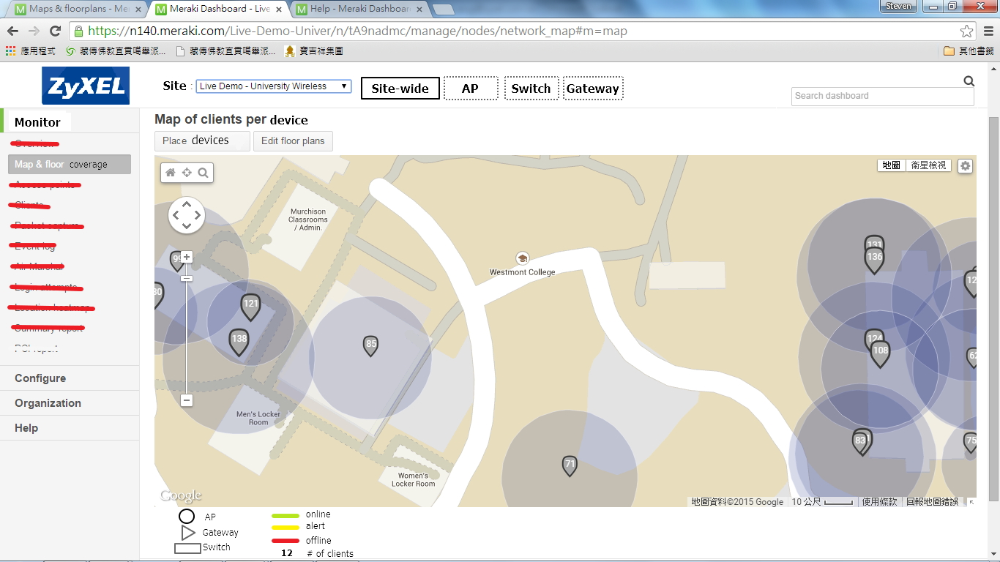 Maps & floorplans - Mer
Meraki Dashboard - Live
Help - Meraki Dashboard
Steven
https://n140.meraki.com/Live-Demo-Univer/n/tA9nadmc/manage/nodes/network_map#m=map
應用程式
藏傳佛教直貢噶舉派...
藏傳佛教直貢噶舉派...
寶吉祥集團
其他書籤
ZyXEL
Site : Live Demo - University Wireless
Site-wide
AP
Switch
Gateway
Search dashboard
Monitor
Overview
Map & floor coverage
Access points
Clients
Packet capture
Event log
Air Marshal
Login attempts
Location heatmap
Summary report
PCI report
Configure
Organization
Help
Map of clients per device
Place devices
Edit floor plans
地圖
衛星檢視
Murchison
Classrooms
/ Admin.
Westmont College
Men's Locker
Room
Women's
Locker Room
131
136
121
138
85
124
108
83
71
75
Google
地圖資料©2015 Google
10 公尺
使用條款
回報地圖錯誤
AP
Gateway
Switch
online
alert
offline
12 # of clients